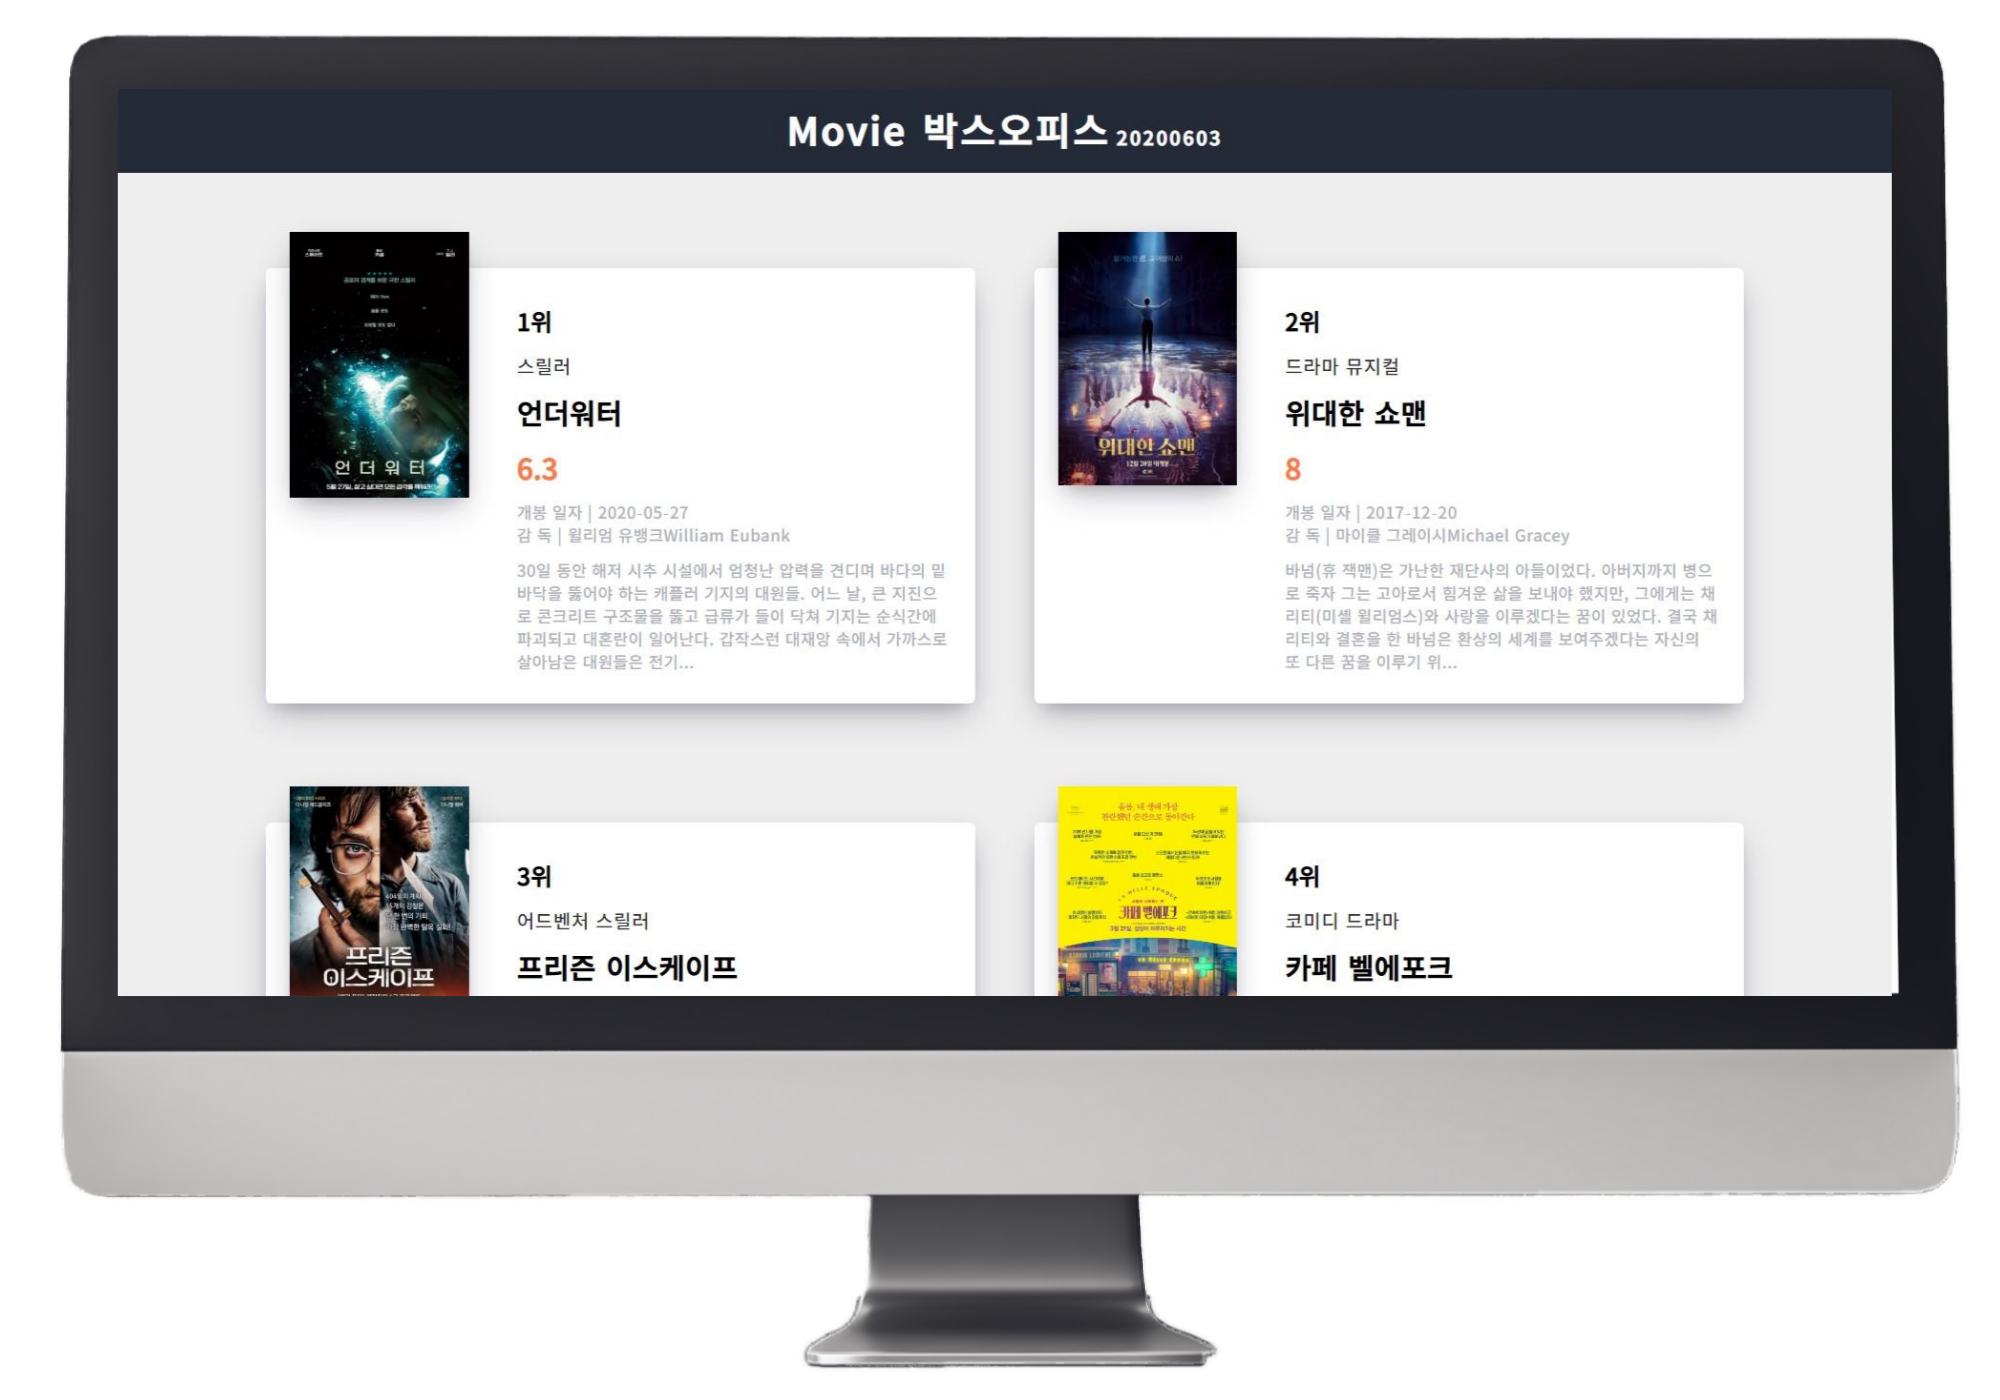 Movie 박스오피스 20200603
언더워터
1위
스릴러
언더워터
6.3
개봉 일자 | 2020-05-27
감 독 | 윌리엄 유뱅크William Eubank
30일 동안 해저 시추 시설에서 엄청난 압력을 견디며 바다의 밑
바닥을 뚫어야 하는 캐플러 기지의 대원들. 어느 날, 큰 지진으
로 콘크리트 구조물을 뚫고 급류가 들이 닥쳐 기지는 순식간에
파괴되고 대혼란이 일어난다. 갑작스런 대재앙 속에서 가까스로
살아남은 대원들은 전기...
위대한 쇼맨
2위
드라마 뮤지컬
위대한 쇼맨
8
개봉 일자 | 2017-12-20
감 독 | 마이클 그레이시Michael Gracey
바넘(휴 잭맨)은 가난한 재단사의 아들이었다. 아버지까지 병으
로 죽자 그는 고아로서 힘겨운 삶을 보내야 했지만, 그에게는 채
리티(미셸 윌리엄스)와 사랑을 이루겠다는 꿈이 있었다. 결국 채
리티와 결혼을 한 바넘은 환상의 세계를 보여주겠다는 자신의
또 다른 꿈을 이루기 위...
프리즌
이스케이프
3위
어드벤처 스릴러
프리즌 이스케이프
카페 벨에포크
4위
코미디 드라마
카페 벨에포크